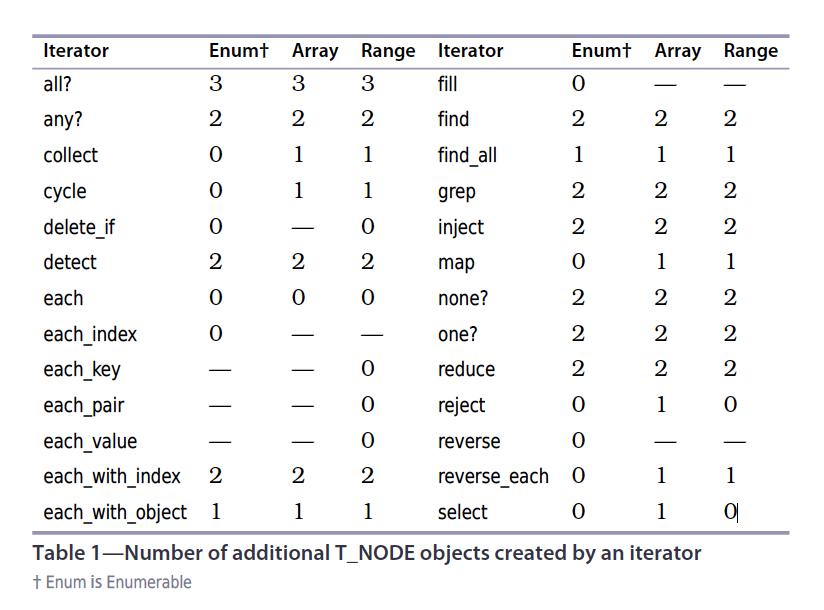 Iterator Enum† Array Range Iterator Enum† Array Range
all? 3 3 3 fill 0 — —
any? 2 2 2 find 2 2 2
collect 0 1 1 find_all 1 1 1
cycle 0 1 1 grep 2 2 2
delete_if 0 — 0 inject 2 2 2
detect 2 2 2 map 0 1 1
each 0 0 0 none? 2 2 2
each_index 0 — — one? 2 2 2
each_key — — 0 reduce 2 2 2
each_pair — — 0 reject 0 1 0
each_value — — 0 reverse 0 — —
each_with_index 2 2 2 reverse_each 0 1 1
each_with_object 1 1 1 select 0 1 0
Table 1—Number of additional T_NODE objects created by an iterator
† Enum is Enumerable